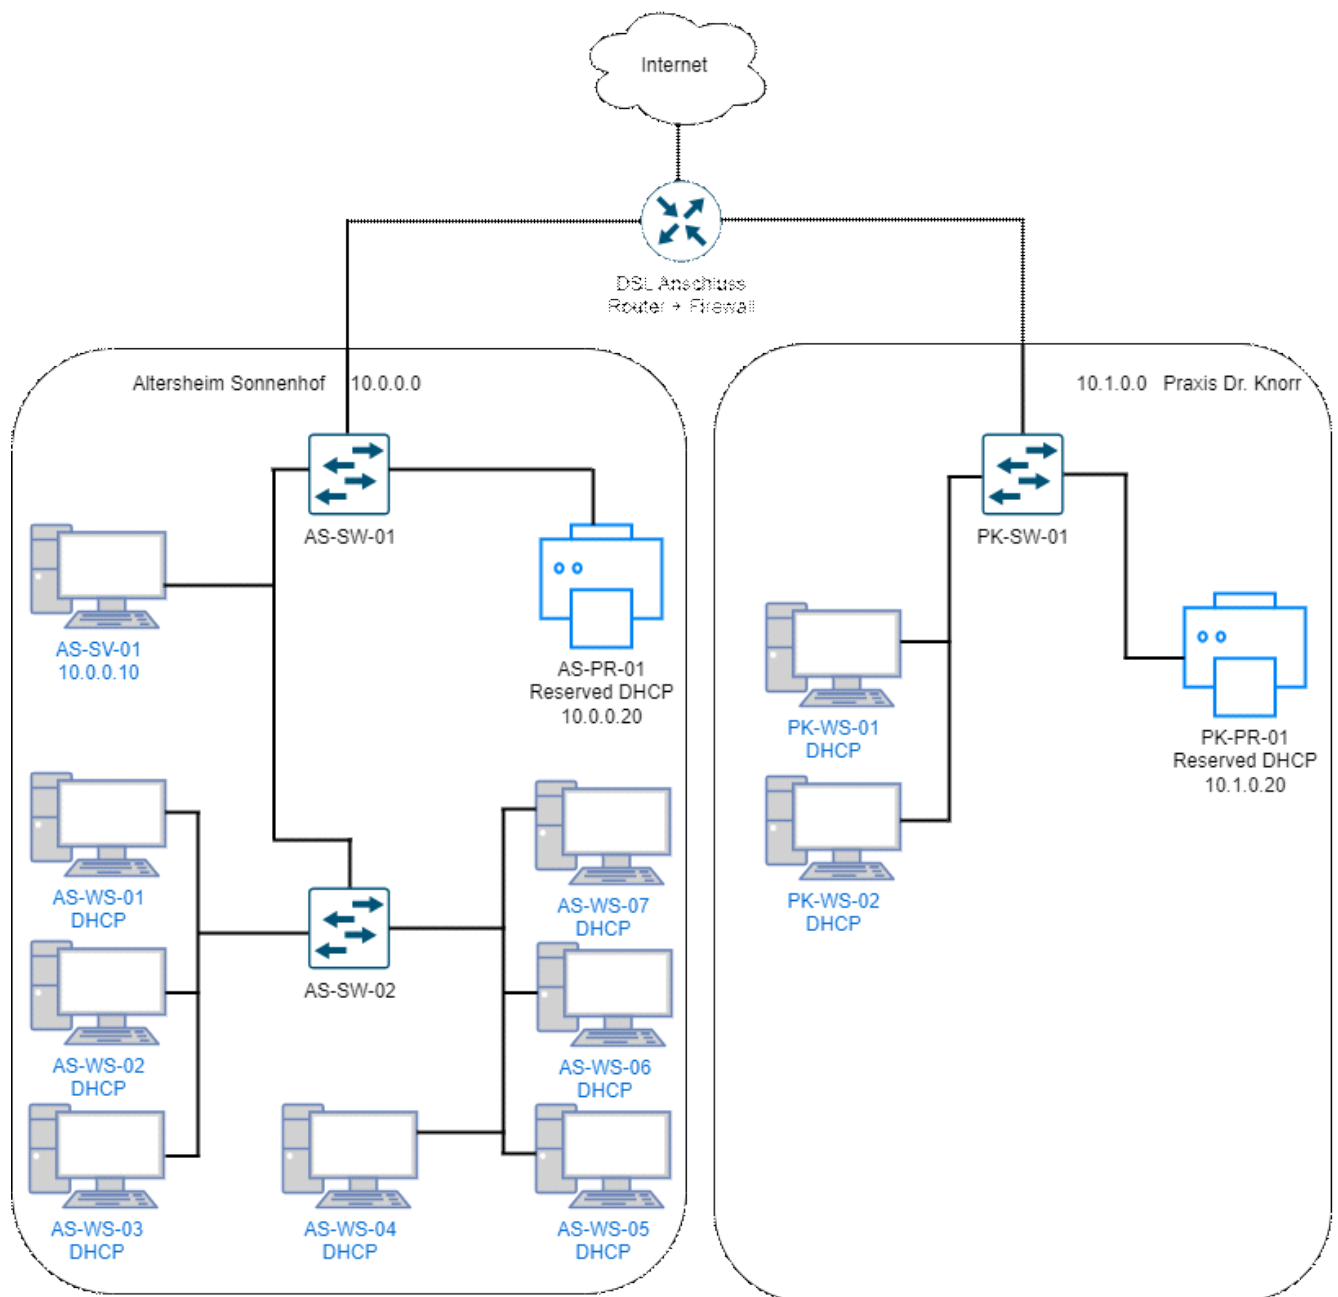 Internet
DSL Anschluss
Router + Firewall
Altersheim Sonnenhof 10.0.0.0
10.1.0.0 Praxis Dr. Knorr
AS-SW-01
PK-SW-01
AS-SV-01
10.0.0.10
AS-PR-01
Reserved DHCP
10.0.0.20
PK-WS-01
DHCP
PK-PR-01
Reserved DHCP
10.1.0.20
AS-WS-01
DHCP
AS-WS-07
DHCP
PK-WS-02
DHCP
AS-SW-02
AS-WS-02
DHCP
AS-WS-06
DHCP
AS-WS-03
DHCP
AS-WS-04
DHCP
AS-WS-05
DHCP